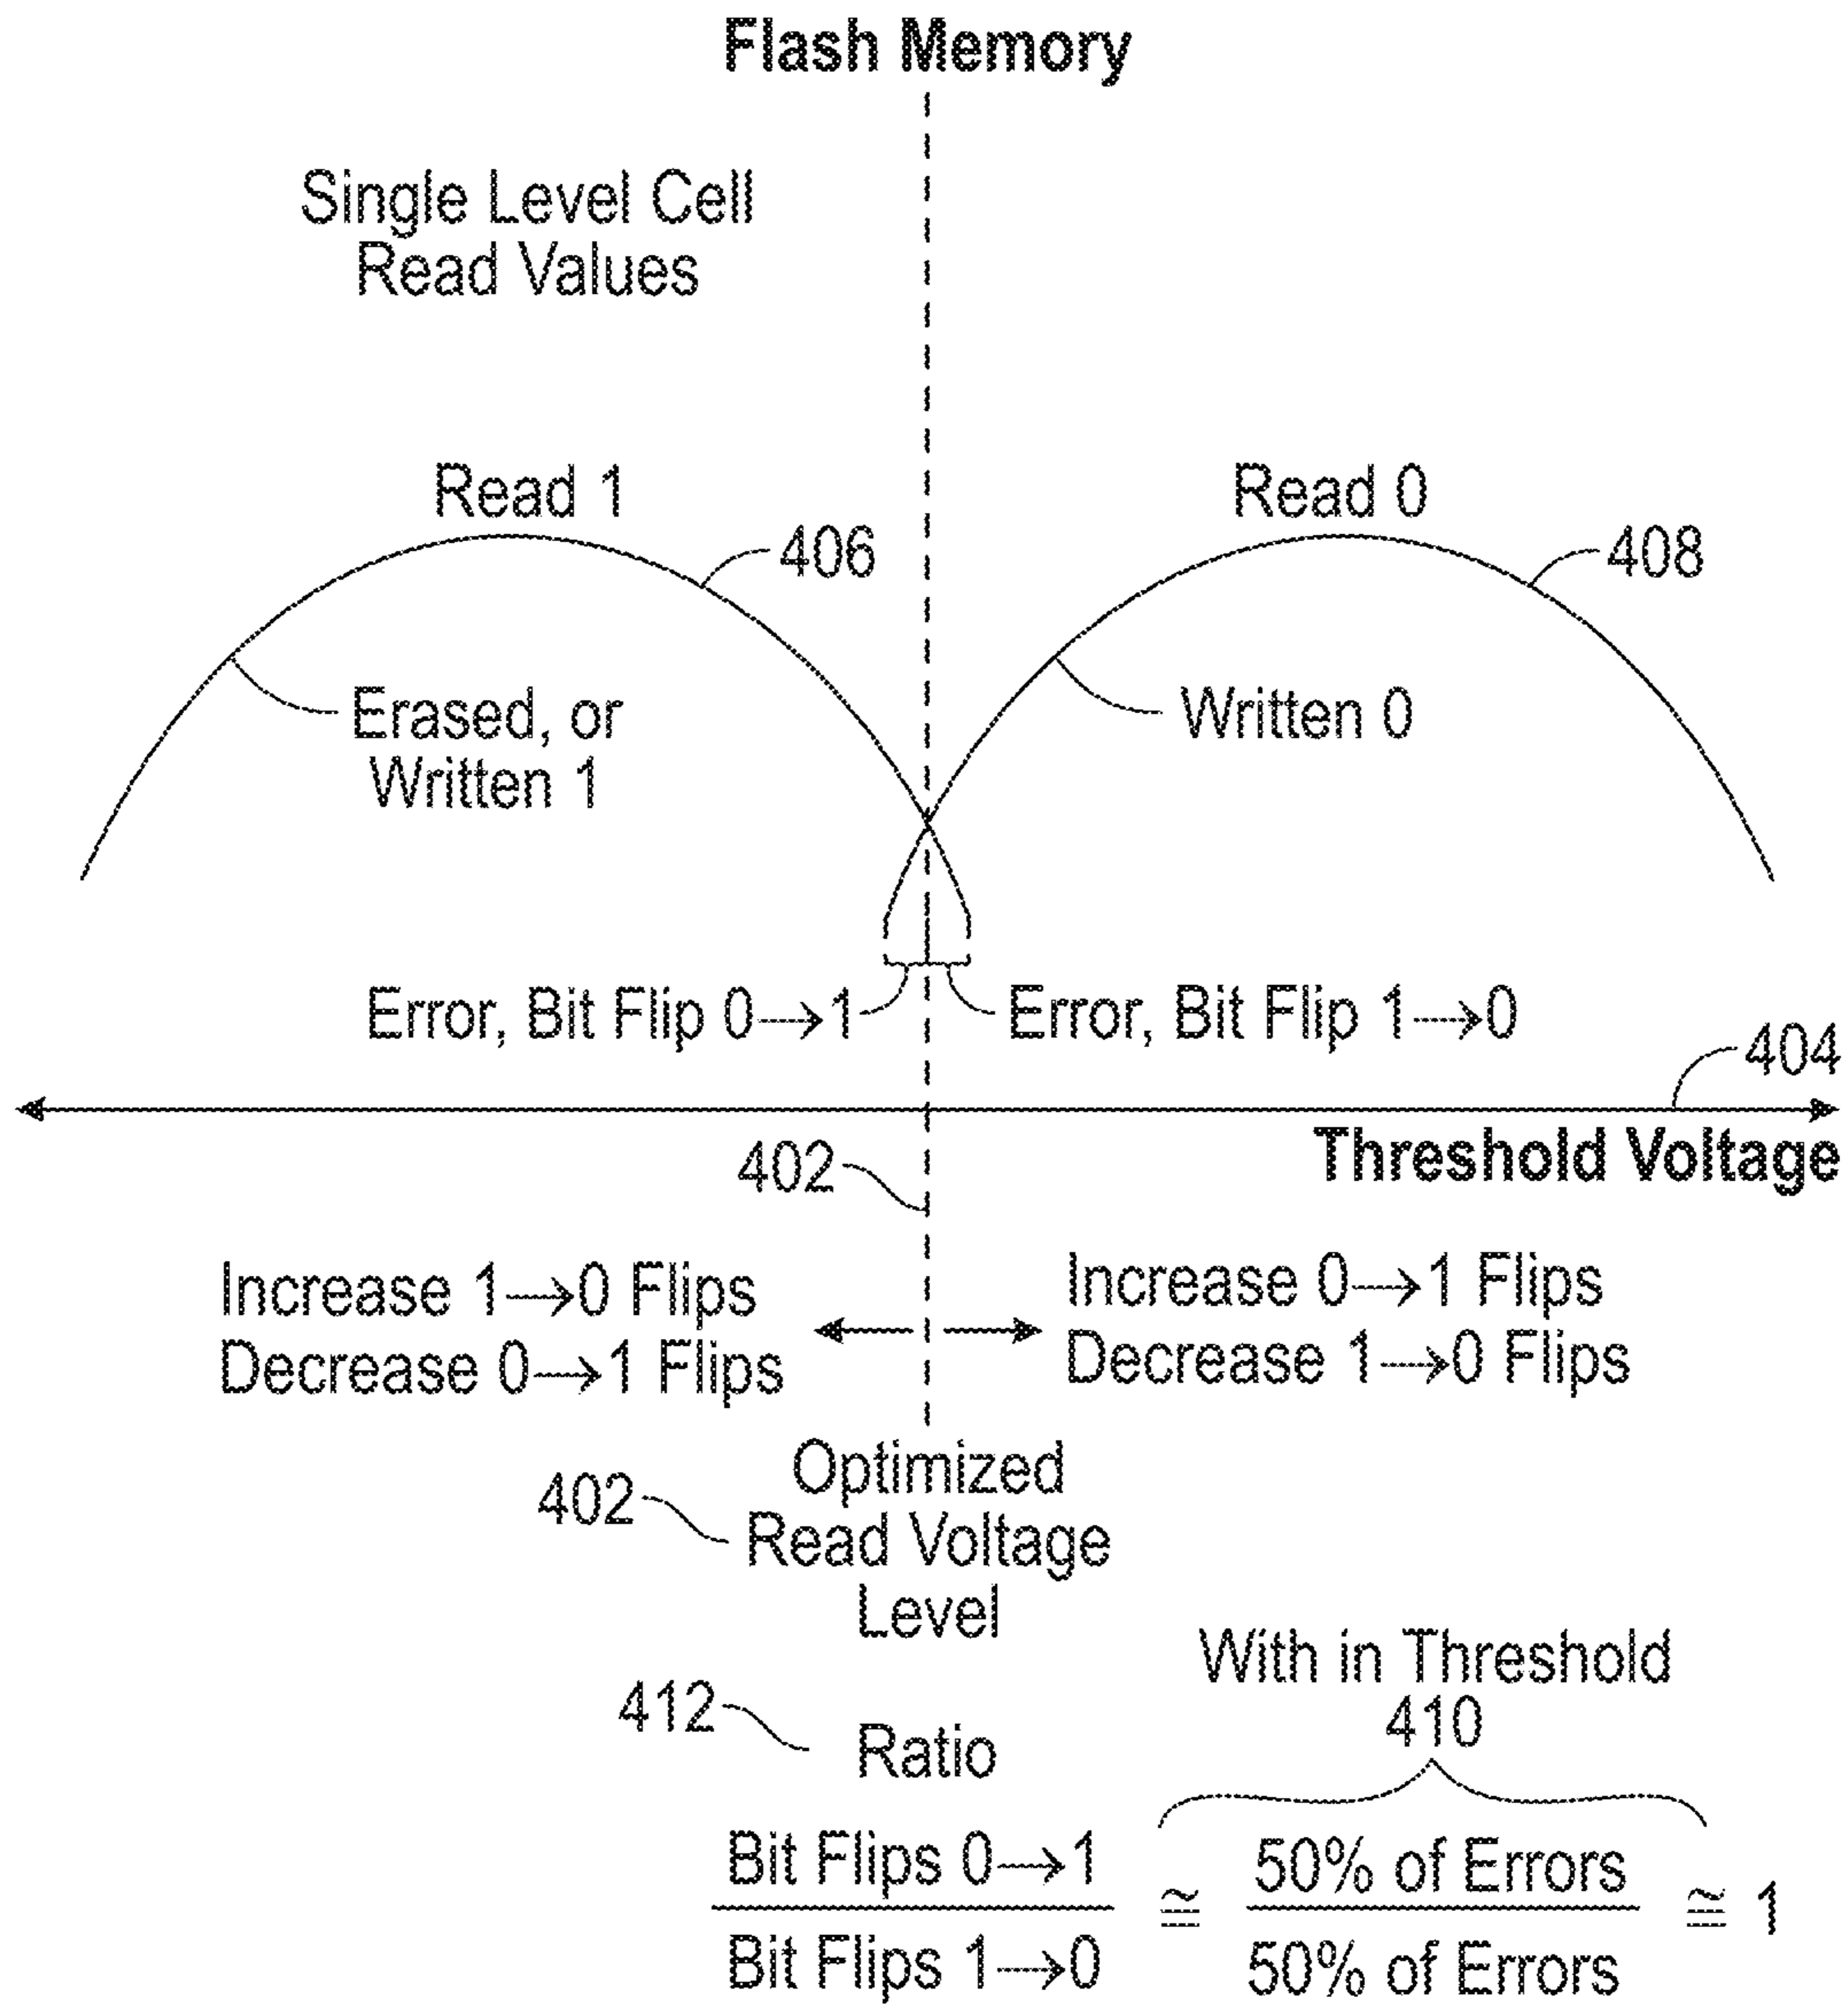 Flash Memory
Single Level Cell
Read Values
Read 1
Read 0
406
408
Erased, or
Written 1
Written 0
Error, Bit Flip 0→1
Error, Bit Flip 1→0
404
Threshold Voltage
402
Increase 1→0 Flips
Decrease 0→1 Flips
Increase 0→1 Flips
Decrease 1→0 Flips
402
Optimized
Read Voltage
Level
With in Threshold
410
412
Ratio
Bit Flips 0→1
Bit Flips 1→0
≅
50% of Errors
50% of Errors
≅ 1